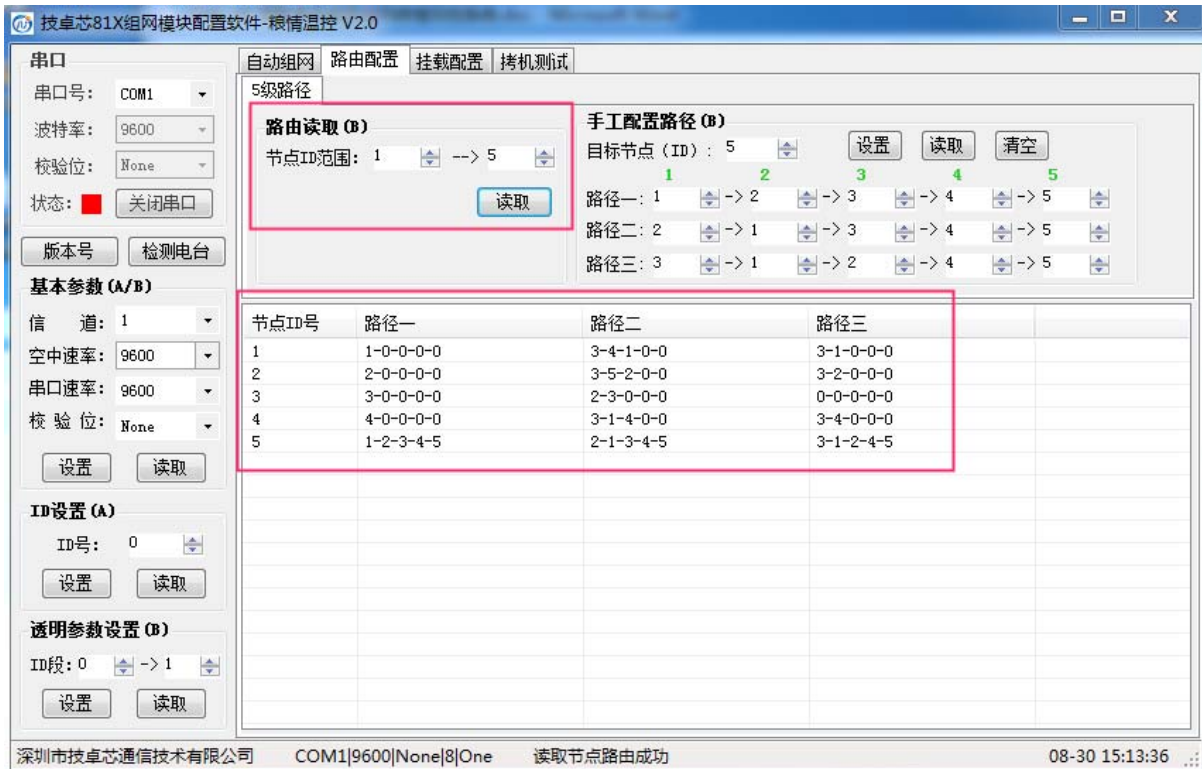 技卓芯81X组网模块配置软件-粮情温控 V2.0
串口
串口号: COM1
波特率: 9600
校验位: None
状态: 关闭串口
版本号 检测电台
基本参数(A/B)
信 道: 1
空中速率: 9600
串口速率: 9600
校 验 位: None
设置 读取
ID设置(A)
ID号: 0
设置 读取
透明参数设置(B)
ID段: 0 -> 1
设置 读取
自动组网 路由配置 挂载配置 拷机测试
5级路径
路由读取(B)
节点ID范围: 1 --> 5
读取
手工配置路径(B)
目标节点(ID): 5 设置 读取 清空
1 2 3 4 5
路径一: 1 -> 2 -> 3 -> 4 -> 5
路径二: 2 -> 1 -> 3 -> 4 -> 5
路径三: 3 -> 1 -> 2 -> 4 -> 5
节点ID号 路径一 路径二 路径三
1 1-0-0-0-0 3-4-1-0-0 3-1-0-0-0
2 2-0-0-0-0 3-5-2-0-0 3-2-0-0-0
3 3-0-0-0-0 2-3-0-0-0 0-0-0-0-0
4 4-0-0-0-0 3-1-4-0-0 3-4-0-0-0
5 1-2-3-4-5 2-1-3-4-5 3-1-2-4-5
深圳市技卓芯通信技术有限公司 COM1|9600|None|8|One 读取节点路由成功 08-30 15:13:36